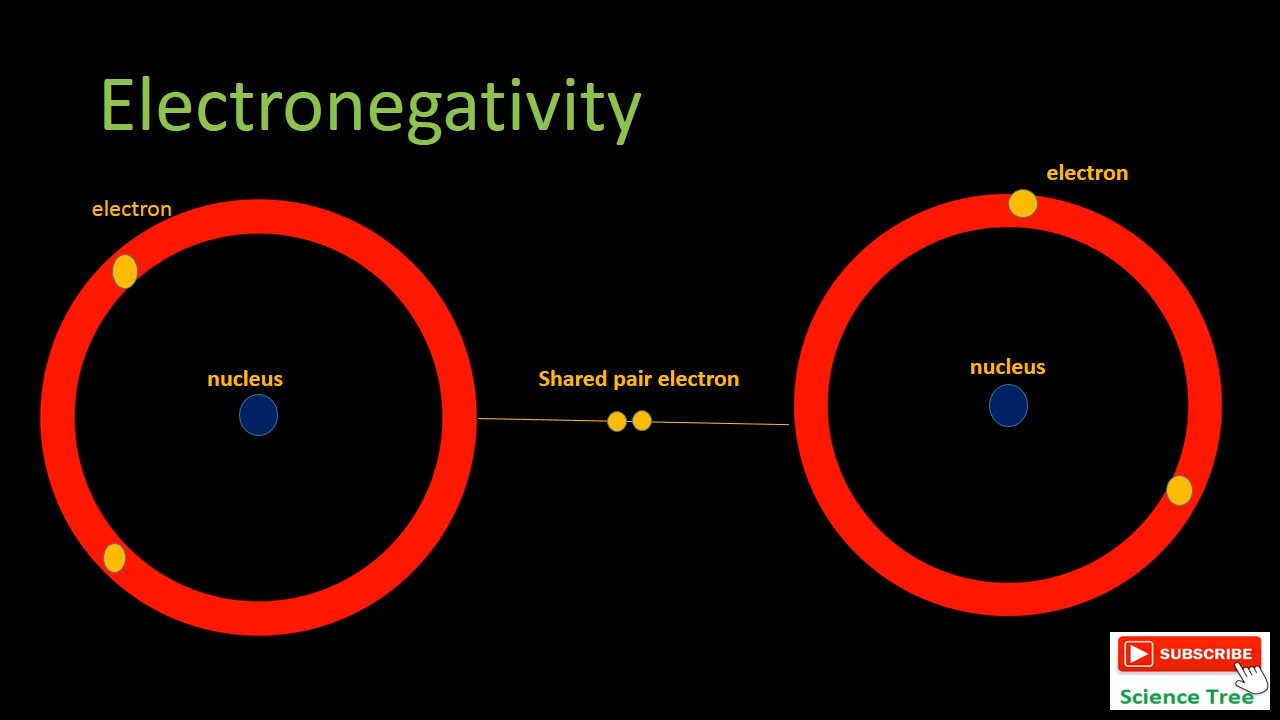 Electronegativity
electron
electron
nucleus
Shared pair electron
nucleus
SUBSCRIBE
Science Tree